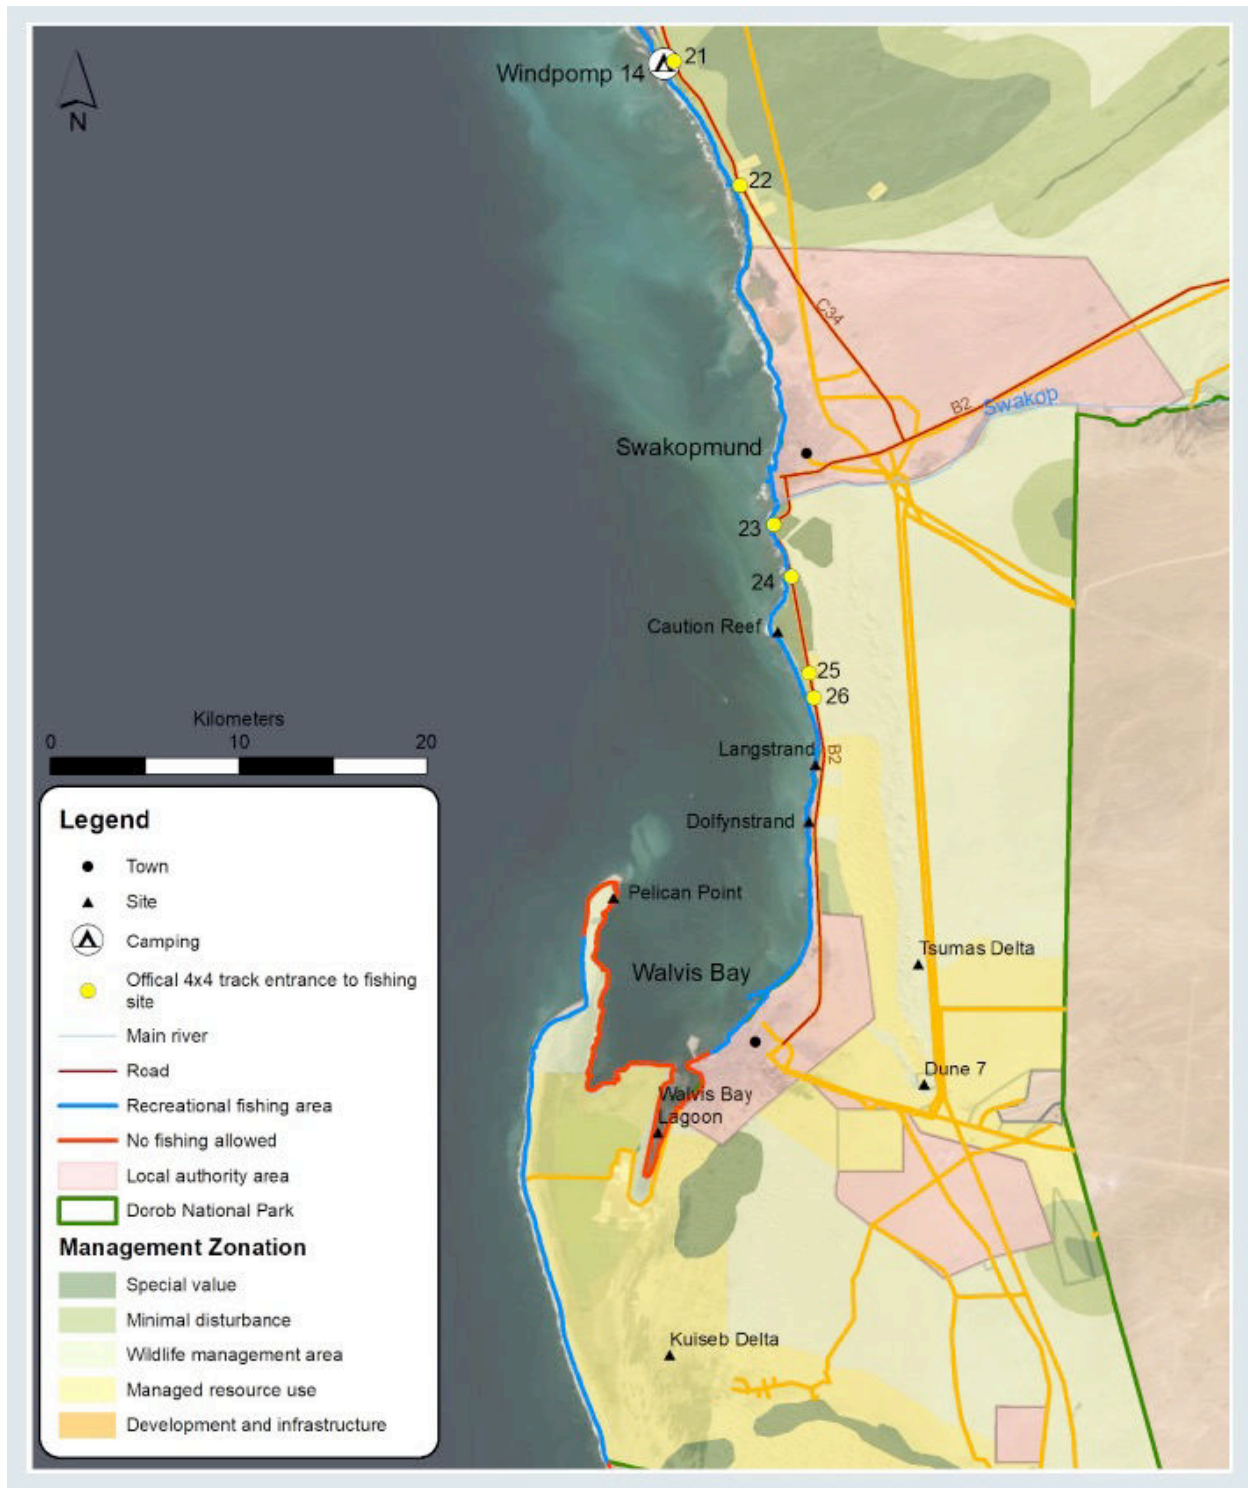 21
Windpomp 14
N
22
C34
B2
Swakop
Swakopmund
23
24
Caution Reef
25
26
Kilometers
0 10 20
Langstrand
B2
Dolfynstrand
Pelican Point
Tsumas Delta
Walvis Bay
Dune 7
Walvis Bay
Lagoon
Kuiseb Delta
Legend
Town
Site
Camping
Offical 4x4 track entrance to fishing
site
Main river
Road
Recreational fishing area
No fishing allowed
Local authority area
Dorob National Park
Management Zonation
Special value
Minimal disturbance
Wildlife management area
Managed resource use
Development and infrastructure